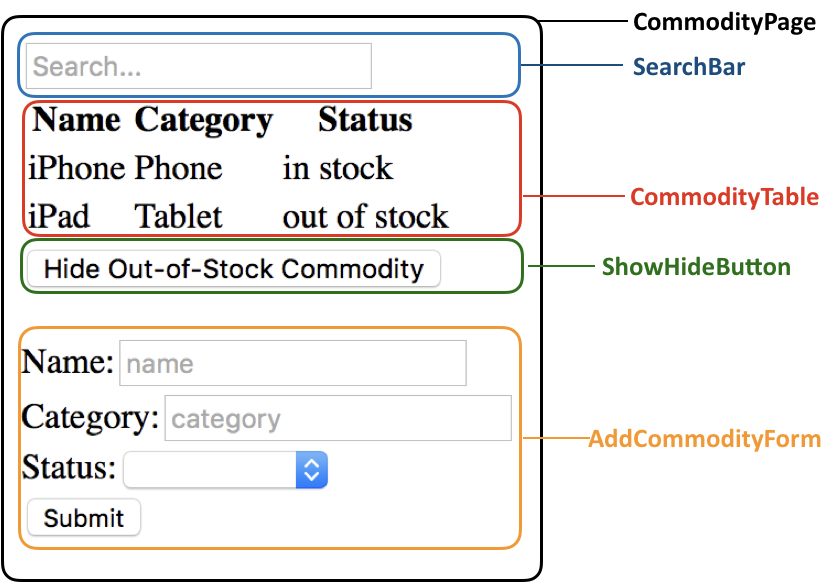 CommodityPage
Search...
SearchBar
Name Category Status
iPhone Phone in stock
CommodityTable
iPad Tablet out of stock
Hide Out-of-Stock Commodity
ShowHideButton
Name: name
Category: category
AddCommodityForm
Status:
Submit